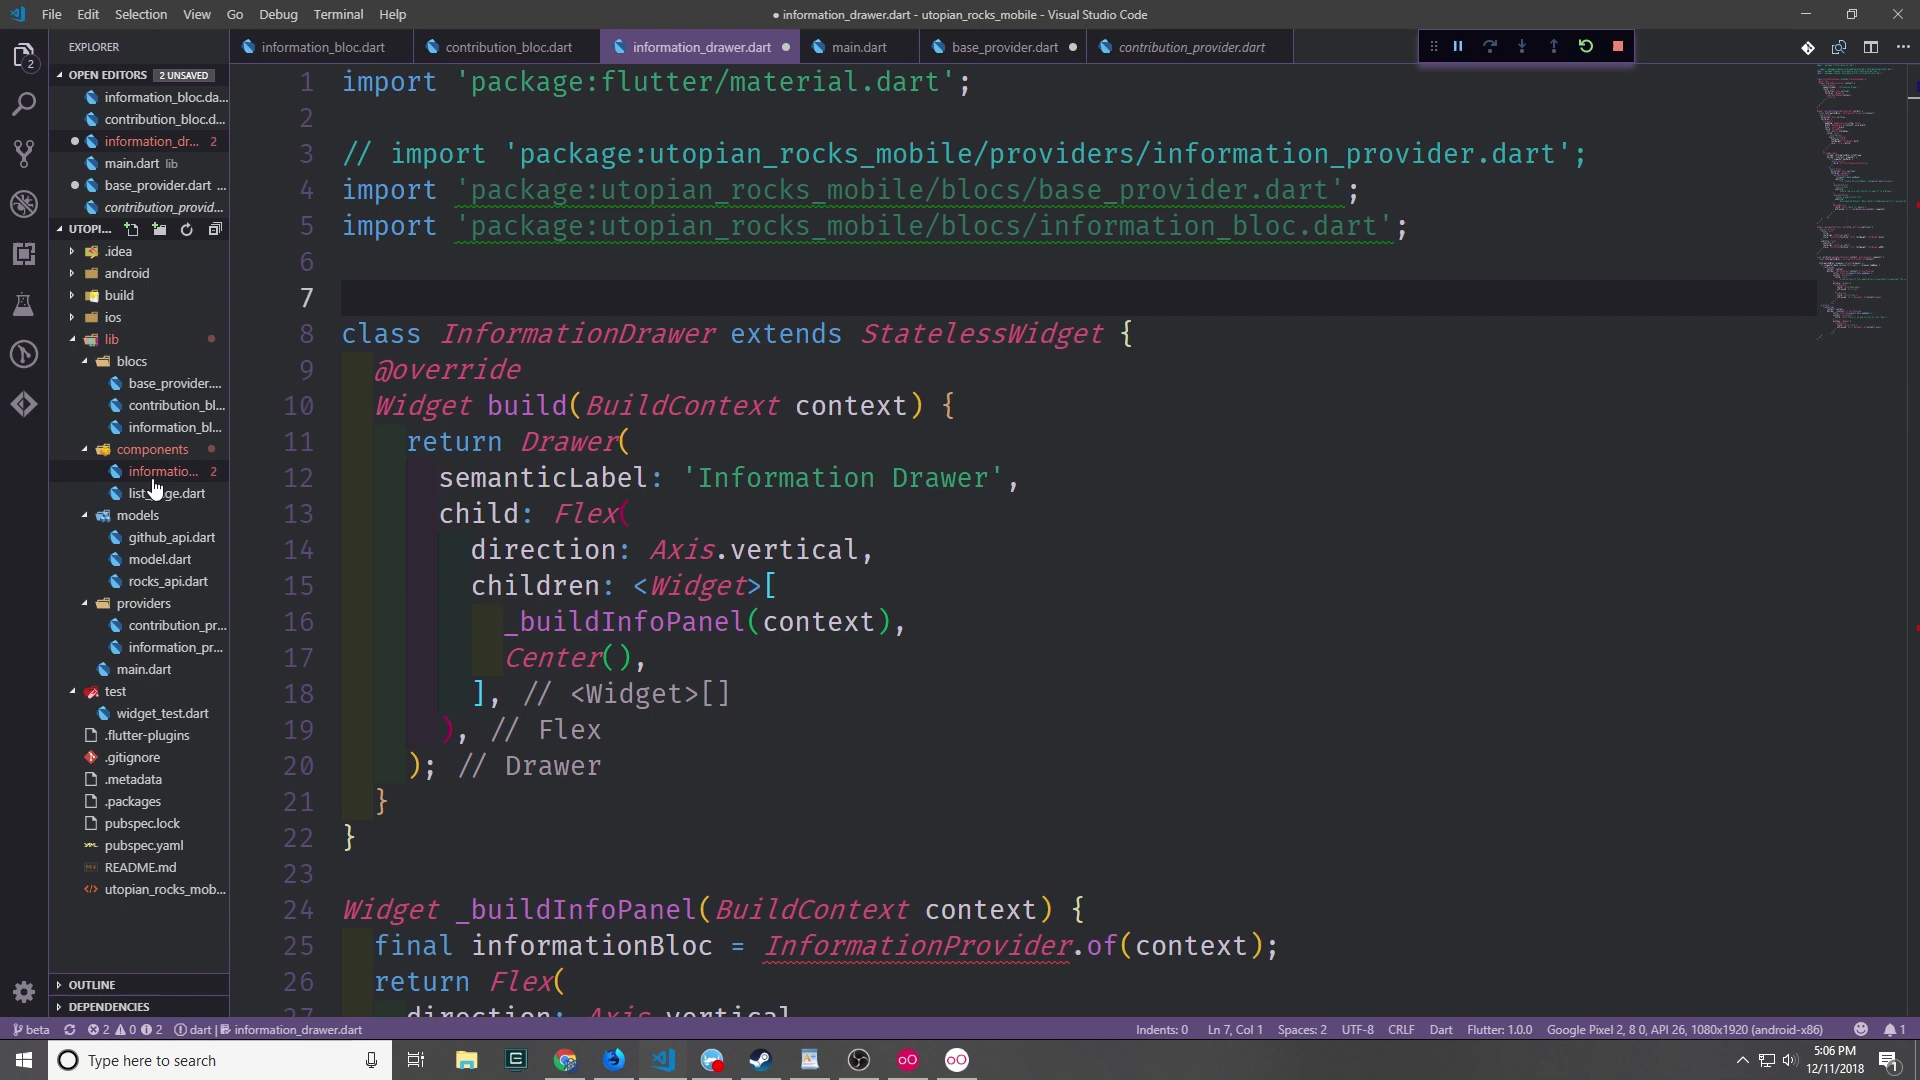 File Edit Selection View Go Debug Terminal Help
● information_drawer.dart - utopian_rocks_mobile - Visual Studio Code
EXPLORER
information_bloc.dart contribution_bloc.dart information_drawer.dart main.dart base_provider.dart contribution_provider.dart
2
OPEN EDITORS 2 UNSAVED
information_bloc.da...
contribution_bloc.d...
information_dr... 2
main.dart lib
base_provider.dart ...
contribution_provid...
UTOPI...
.idea
android
build
ios
lib
blocs
base_provider....
contribution_bl...
information_bl...
components
informatio... 2
models
github_api.dart
model.dart
rocks_api.dart
providers
contribution_pr...
information_pr...
main.dart
test
widget_test.dart
.flutter-plugins
.gitignore
.metadata
.packages
pubspec.lock
pubspec.yaml
README.md
utopian_rocks_mob...
OUTLINE
DEPENDENCIES
1 import 'package:flutter/material.dart';
2
3 // import 'package:utopian_rocks_mobile/providers/information_provider.dart';
4 import 'package:utopian_rocks_mobile/blocs/base_provider.dart';
5 import 'package:utopian_rocks_mobile/blocs/information_bloc.dart';
6
7
8 class InformationDrawer extends StatelessWidget {
9 @override
10 Widget build(BuildContext context) {
11 return Drawer(
12 semanticLabel: 'Information Drawer',
13 child: Flex(
14 direction: Axis.vertical,
15 children: <Widget>[
16 _buildInfoPanel(context),
17 Center(),
18 ], // <Widget>[]
19 ), // Flex
20 ); // Drawer
21 }
22 }
23
24 Widget _buildInfoPanel(BuildContext context) {
25 final informationBloc = InformationProvider.of(context);
26 return Flex(
27 direction: Axis.vertical
beta 2 0 2 dart | information_drawer.dart
Indents: 0 Ln 7, Col 1 Spaces: 2 UTF-8 CRLF Dart Flutter: 1.0.0 Google Pixel 2, 8 0, API 26, 1080x1920 (android-x86) 1
Type here to search
5:06 PM
12/11/2018
1